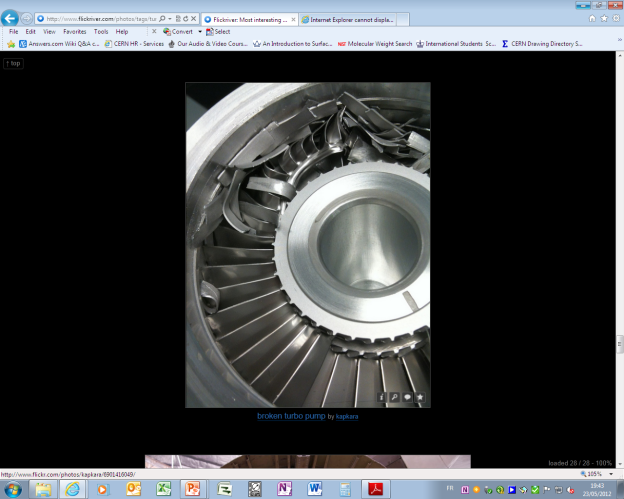 http://www.flickriver.com/photos/tags/tur
Flickriver: Most interesting ...
Internet Explorer cannot displa...
File Edit View Favorites Tools Help
Convert
Select
Answers.com Wiki Q&A c...
CERN HR - Services
Our Audio & Video Cours...
An Introduction to Surfac...
Molecular Weight Search
International Students Sc...
CERN Drawing Directory S...
↑ top
broken turbo pump by kapkara
loaded 28 / 28 - 100%
http://www.flickr.com/photos/kapkara/6901416049/
105%
FR
19:43
23/05/2012